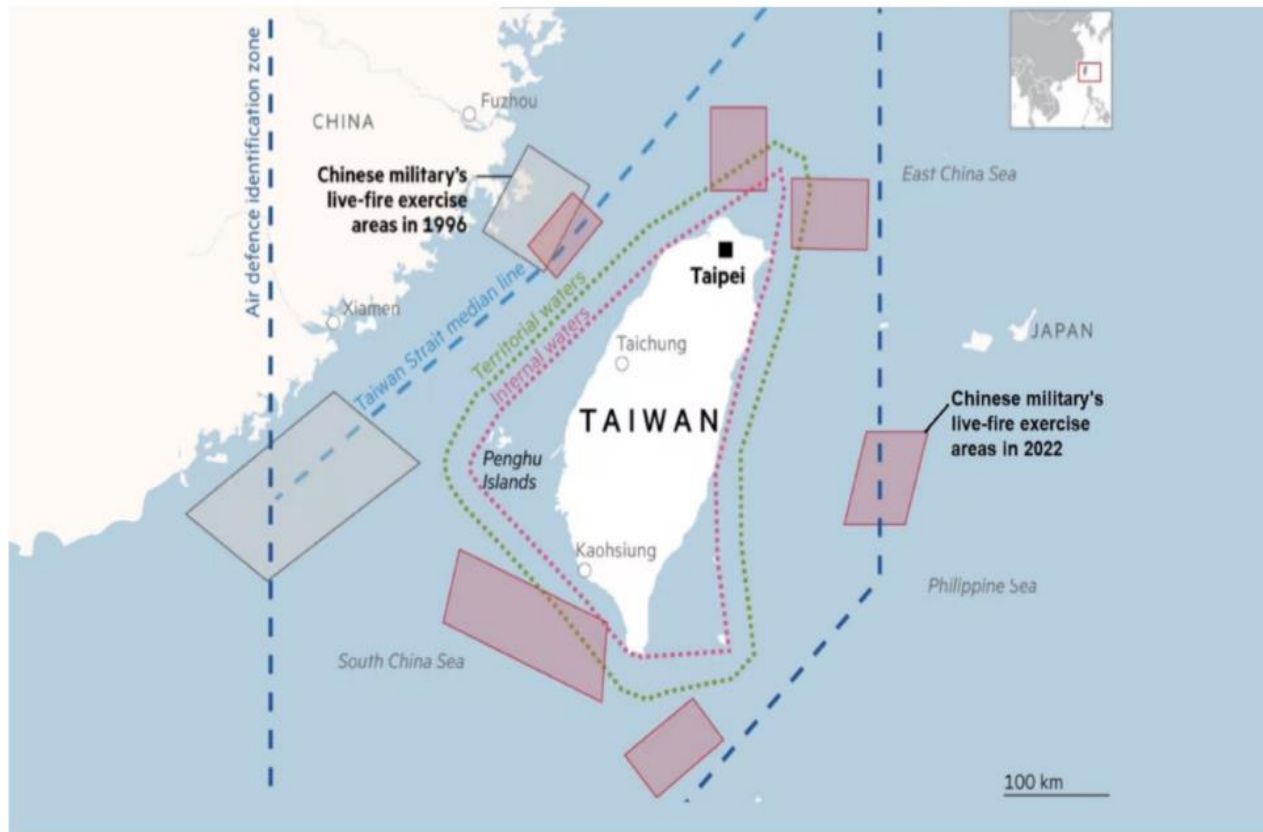 Air defence identification zone
CHINA
Fuzhou
Chinese military's
live-fire exercise
areas in 1996
East China Sea
Taipei
Xiamen
Taiwan Strait median line
Territorial waters
Internal waters
Taichung
JAPAN
TAIWAN
Chinese military's
live-fire exercise
areas in 2022
Penghu
Islands
Kaohsiung
Philippine Sea
South China Sea
100 km